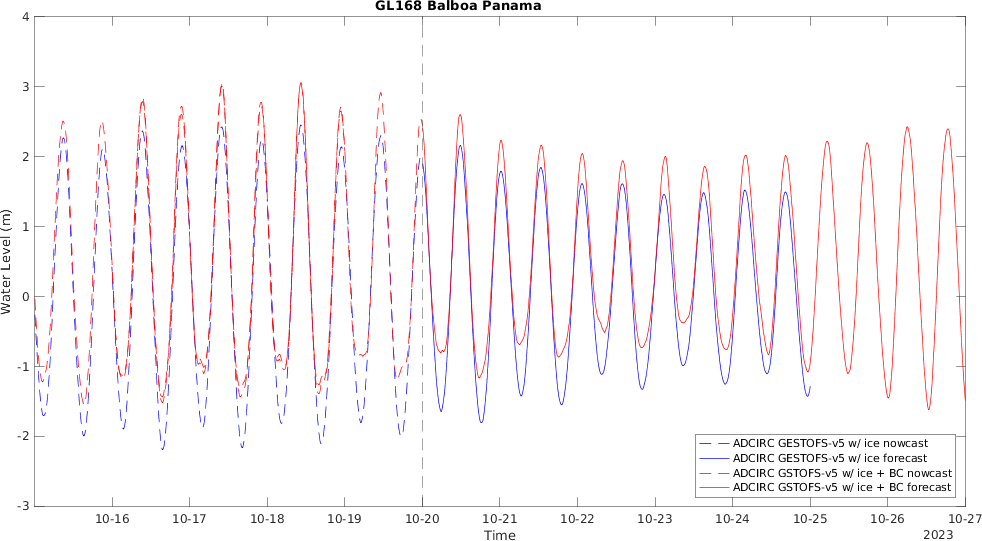 GL168 Balboa Panama
4
3
2
1
0
-1
-2
-3
Water Level (m)
10-16 10-17 10-18 10-19 10-20 10-21 10-22 10-23 10-24 10-25 10-26 10-27
Time
2023
ADCIRC GESTOFS-v5 w/ ice nowcast
ADCIRC GESTOFS-v5 w/ ice forecast
ADCIRC GSTOFS-v5 w/ ice + BC nowcast
ADCIRC GSTOFS-v5 w/ ice + BC forecast